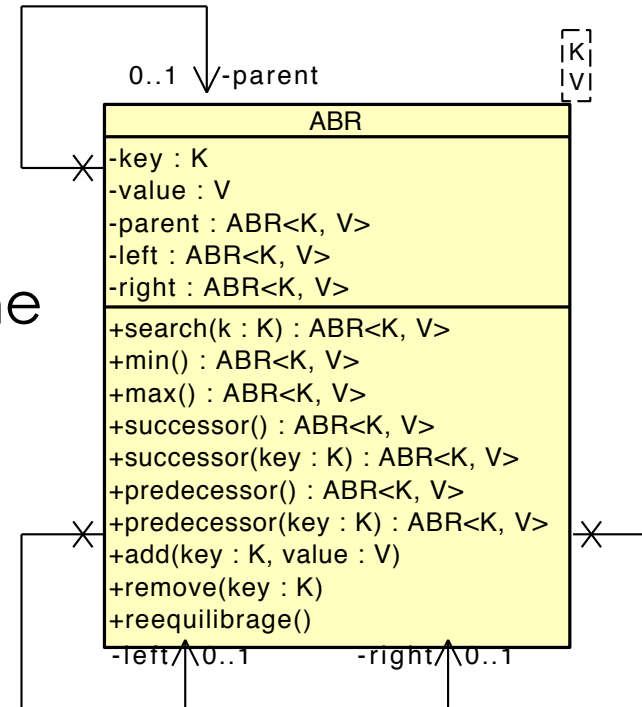 0..1 -parent
K
V
ABR
-key : K
-value : V
-parent : ABR<K, V>
-left : ABR<K, V>
-right : ABR<K, V>
+search(k : K) : ABR<K, V>
+min() : ABR<K, V>
+max() : ABR<K, V>
+successor() : ABR<K, V>
+successor(key : K) : ABR<K, V>
+predecessor() : ABR<K, V>
+predecessor(key : K) : ABR<K, V>
+add(key : K, value : V)
+remove(key : K)
+reequilibrage()
-left 0..1 -right 0..1